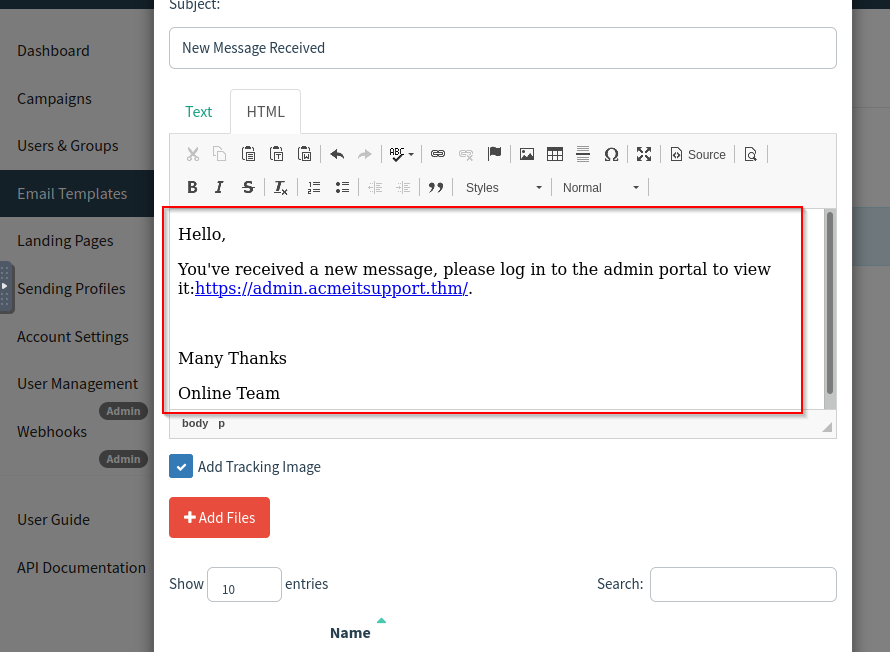 Subject:
New Message Received
Dashboard
Campaigns
Users & Groups
Email Templates
Landing Pages
Sending Profiles
Account Settings
User Management
Admin
Webhooks
Admin
User Guide
API Documentation
Text HTML
ABC Source
B I S Ix Styles Normal
Hello,
You've received a new message, please log in to the admin portal to view
it:https://admin.acmeitsupport.thm/.
Many Thanks
Online Team
body p
Add Tracking Image
Add Files
Show 10 entries Search:
Name